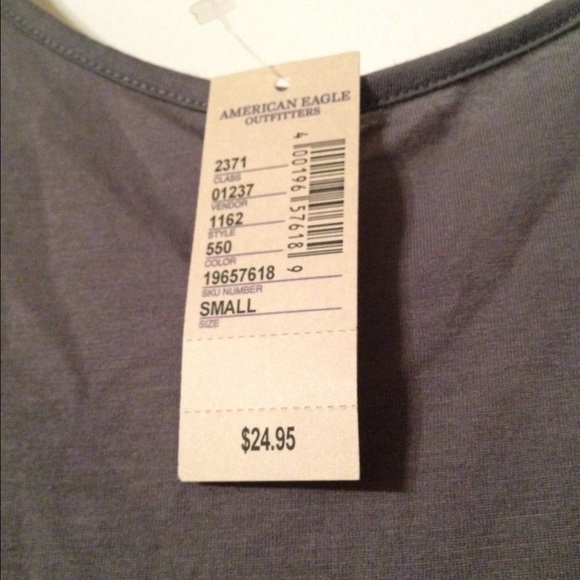 AMERICAN EAGLE
OUTFITTERS
2371
CLASS
01237
VENDOR
1162
STYLE
550
COLOR
19657618
SKU NUMBER
SMALL
SIZE
4 00196 57618 9
$24.95